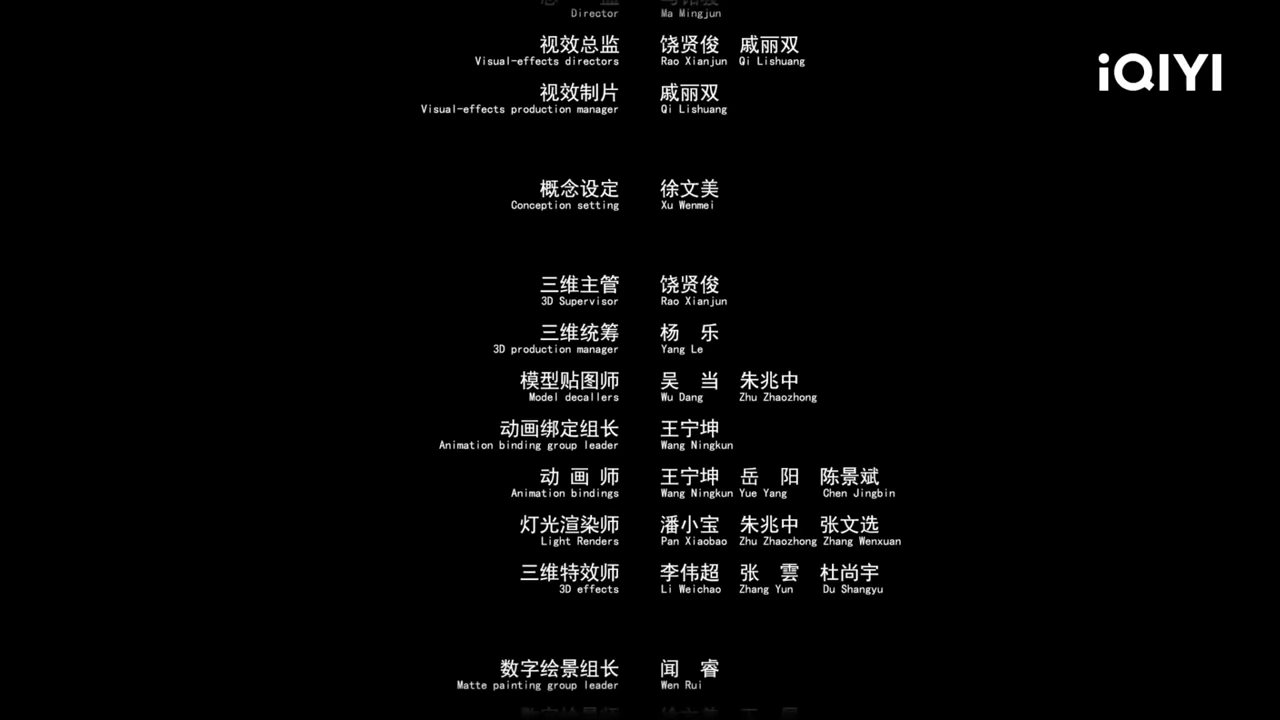 Director Ma Mingjun
视效总监 饶贤俊 戚丽双
Visual-effects directors Rao Xianjun Qi Lishuang
iQIYI
视效制片 戚丽双
Visual-effects production manager Qi Lishuang
概念设定 徐文美
Conception setting Xu Wenmei
三维主管 饶贤俊
3D Supervisor Rao Xianjun
三维统筹 杨 乐
3D production manager Yang Le
模型贴图师 吴 当 朱兆中
Model decallers Wu Dang Zhu Zhaozhong
动画绑定组长 王宁坤
Animation binding group leader Wang Ningkun
动 画 师 王宁坤 岳 阳 陈景斌
Animation bindings Wang Ningkun Yue Yang Chen Jingbin
灯光渲染师 潘小宝 朱兆中 张文选
Light Renders Pan Xiaobao Zhu Zhaozhong Zhang Wenxuan
三维特效师 李伟超 张 雲 杜尚宇
3D effects Li Weichao Zhang Yun Du Shangyu
数字绘景组长 闻 睿
Matte painting group leader Wen Rui